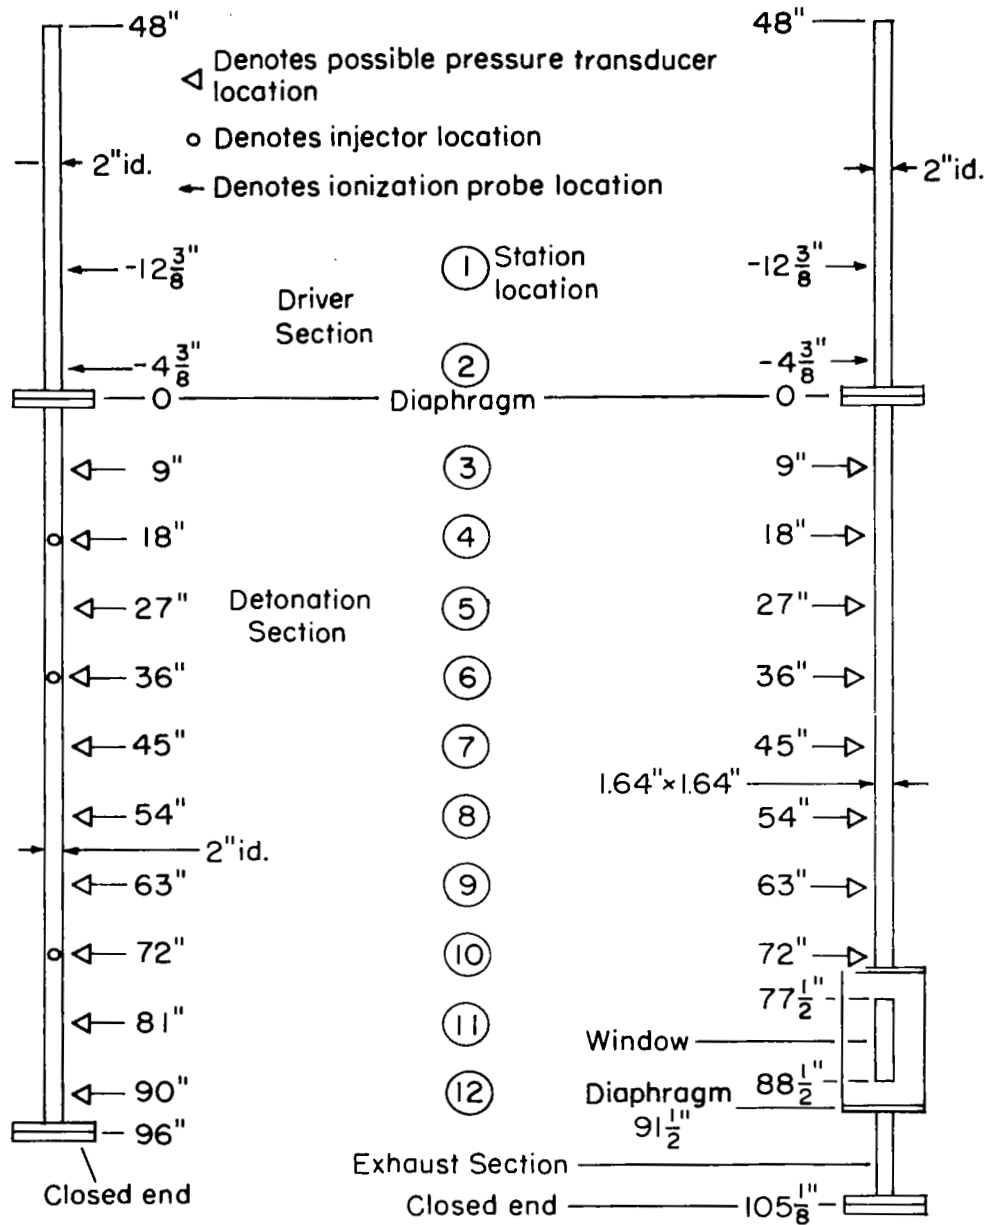 48" 48"
Denotes possible pressure transducer
location
Denotes injector location
2"id. 2"id.
Denotes ionization probe location
-12 3/8" 1 Station -12 3/8"
location
Driver
Section
-4 3/8" 2 -4 3/8"
0 Diaphragm 0
9" 3 9"
18" 4 18"
27" Detonation 5 27"
Section
36" 6 36"
45" 7 45"
1.64"×1.64"
54" 8 54"
2"id.
63" 9 63"
72" 10 72"
77 1/2"
81" 11 Window
90" 12 Diaphragm 88 1/2"
91 1/2"
96"
Exhaust Section
Closed end Closed end 105 1/8"